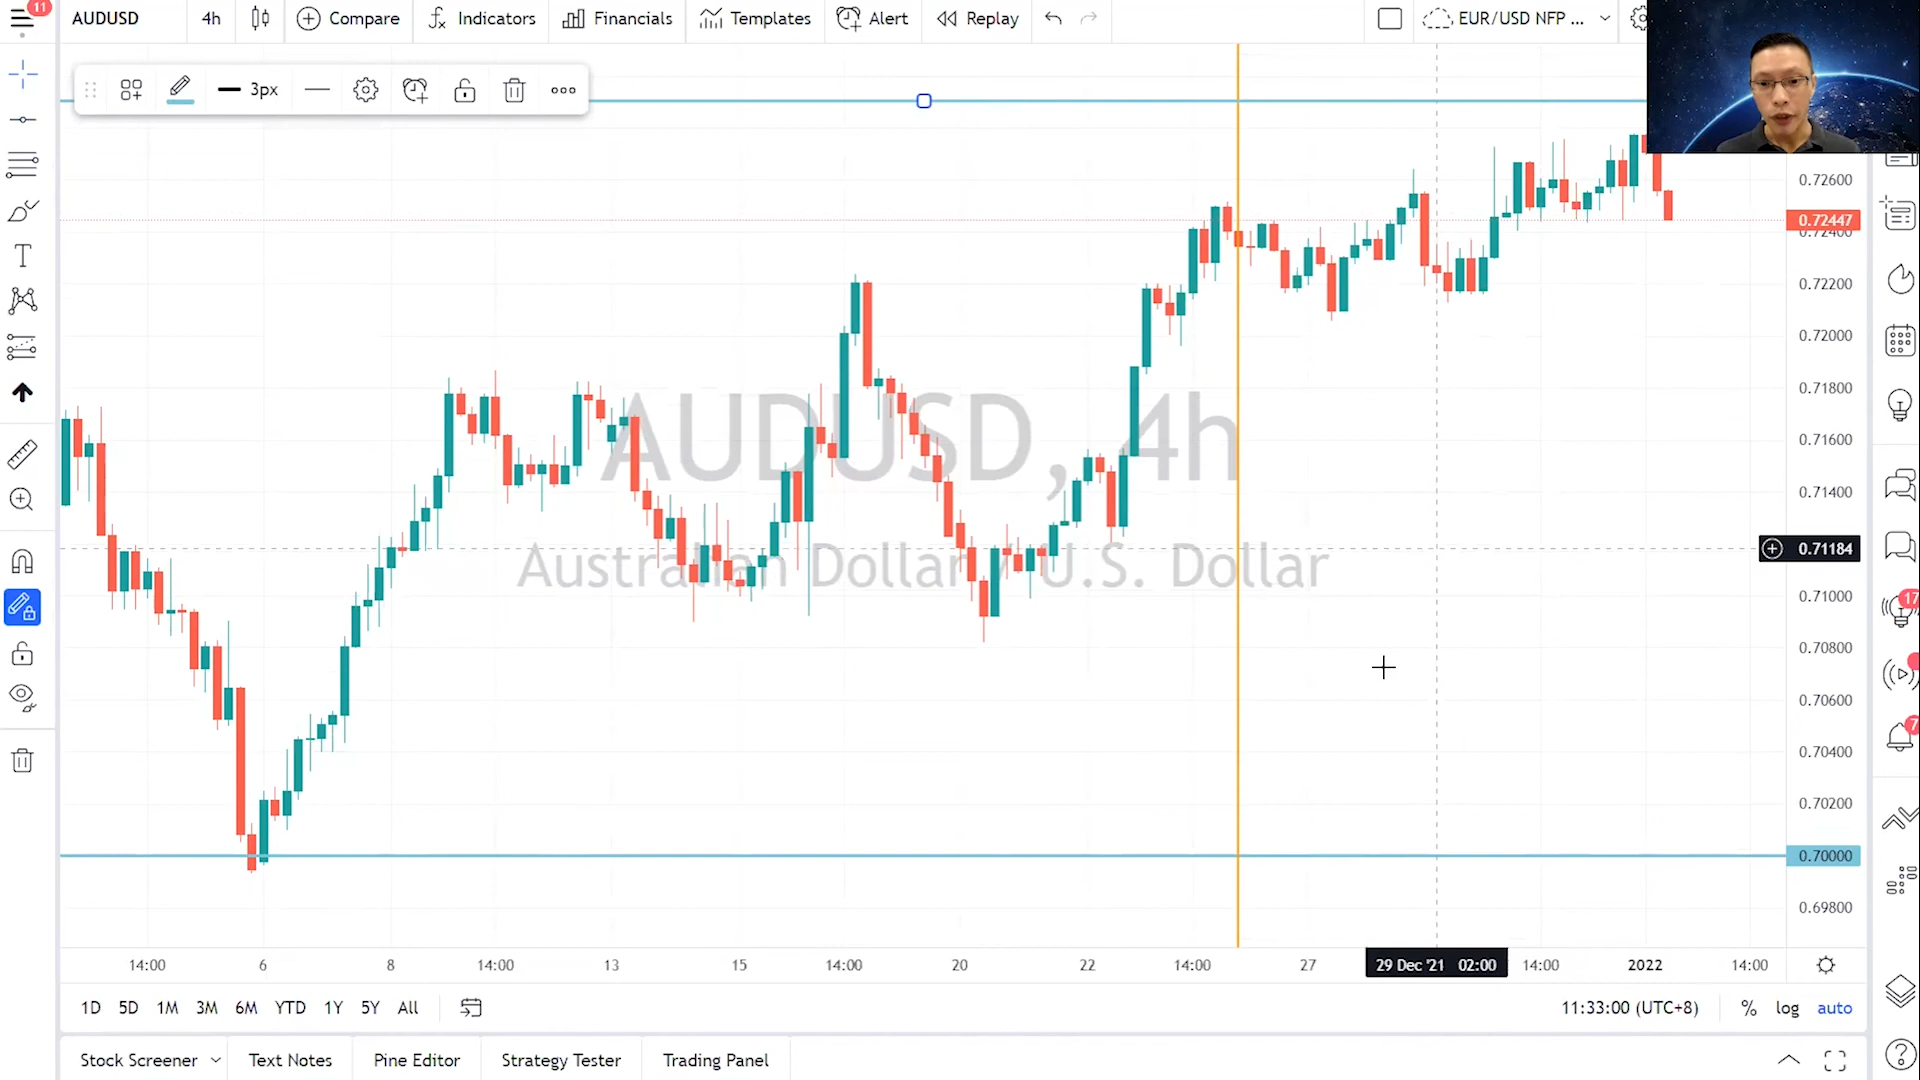 11
AUDUSD 4h Compare Indicators Financials Templates Alert Replay EUR/USD NFP ...
3px
0.72600
0.72447
0.72400
0.72200
0.72000
0.71800
0.71600
0.71400
0.71184
0.71000
0.70800
0.70600
0.70400
0.70200
0.70000
0.69800
AUDUSD, 4h
Australian Dollar / U.S. Dollar
17
7
14:00 6 8 14:00 13 15 14:00 20 22 14:00 27 29 Dec '21 02:00 14:00 2022 14:00
1D 5D 1M 3M 6M YTD 1Y 5Y All 11:33:00 (UTC+8) % log auto
Stock Screener Text Notes Pine Editor Strategy Tester Trading Panel